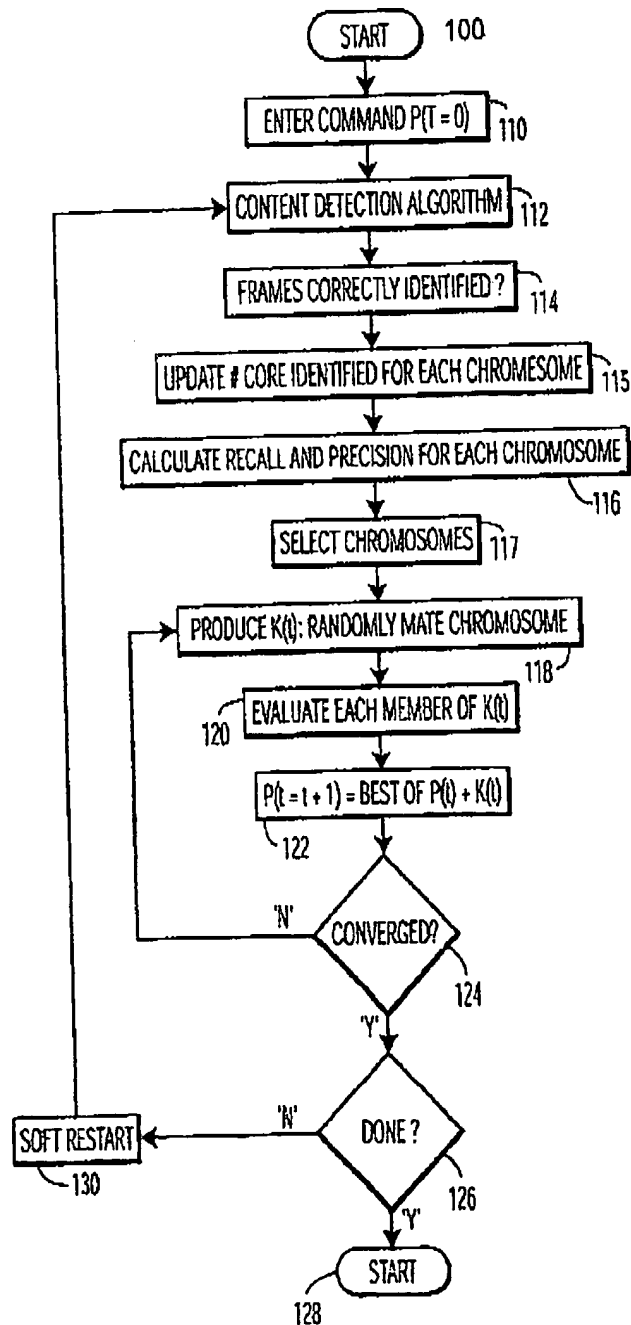 START 100
ENTER COMMAND P(T = 0)
110
CONTENT DETECTION ALGORITHM
112
FRAMES CORRECTLY IDENTIFIED ?
114
UPDATE # CORE IDENTIFIED FOR EACH CHROMESOME
115
CALCULATE RECALL AND PRECISION FOR EACH CHROMOSOME
116
SELECT CHROMOSOMES
117
PRODUCE K(t): RANDOMLY MATE CHROMOSOME
118
EVALUATE EACH MEMBER OF K(t)
120
P(t = t + 1) = BEST OF P(t) + K(t)
122
'N'
CONVERGED?
124
'Y'
'N'
SOFT RESTART
DONE ?
130
126
'Y'
START
128